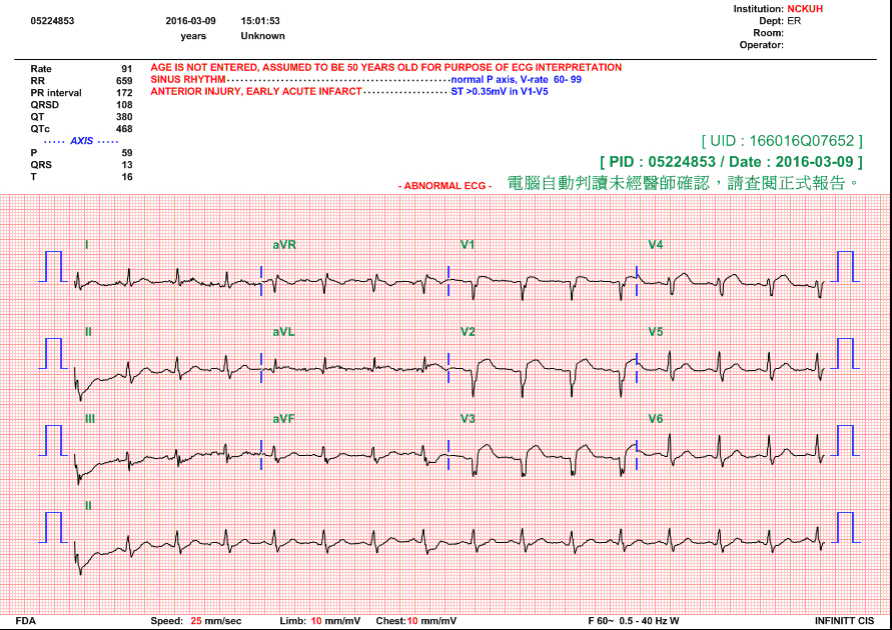 Institution: NCKUH
05224853 2016-03-09 15:01:53 Dept: ER
years Unknown Room:
Operator:
Rate 91 AGE IS NOT ENTERED, ASSUMED TO BE 50 YEARS OLD FOR PURPOSE OF ECG INTERPRETATION
RR 659 SINUS RHYTHM normal P axis, V-rate 60- 99
PR interval 172 ANTERIOR INJURY, EARLY ACUTE INFARCT ST >0.35mV in V1-V5
QRSD 108
QT 380
QTc 468
----- AXIS -----
P 59
QRS 13
T 16
[ UID : 166016Q07652 ]
[ PID : 05224853 / Date : 2016-03-09 ]
- ABNORMAL ECG - 電腦自動判讀未經醫師確認，請查閱正式報告。
I aVR V1 V4
II aVL V2 V5
III aVF V3 V6
II
FDA Speed: 25 mm/sec Limb: 10 mm/mV Chest: 10 mm/mV F 60~ 0.5 - 40 Hz W INFINITT CIS